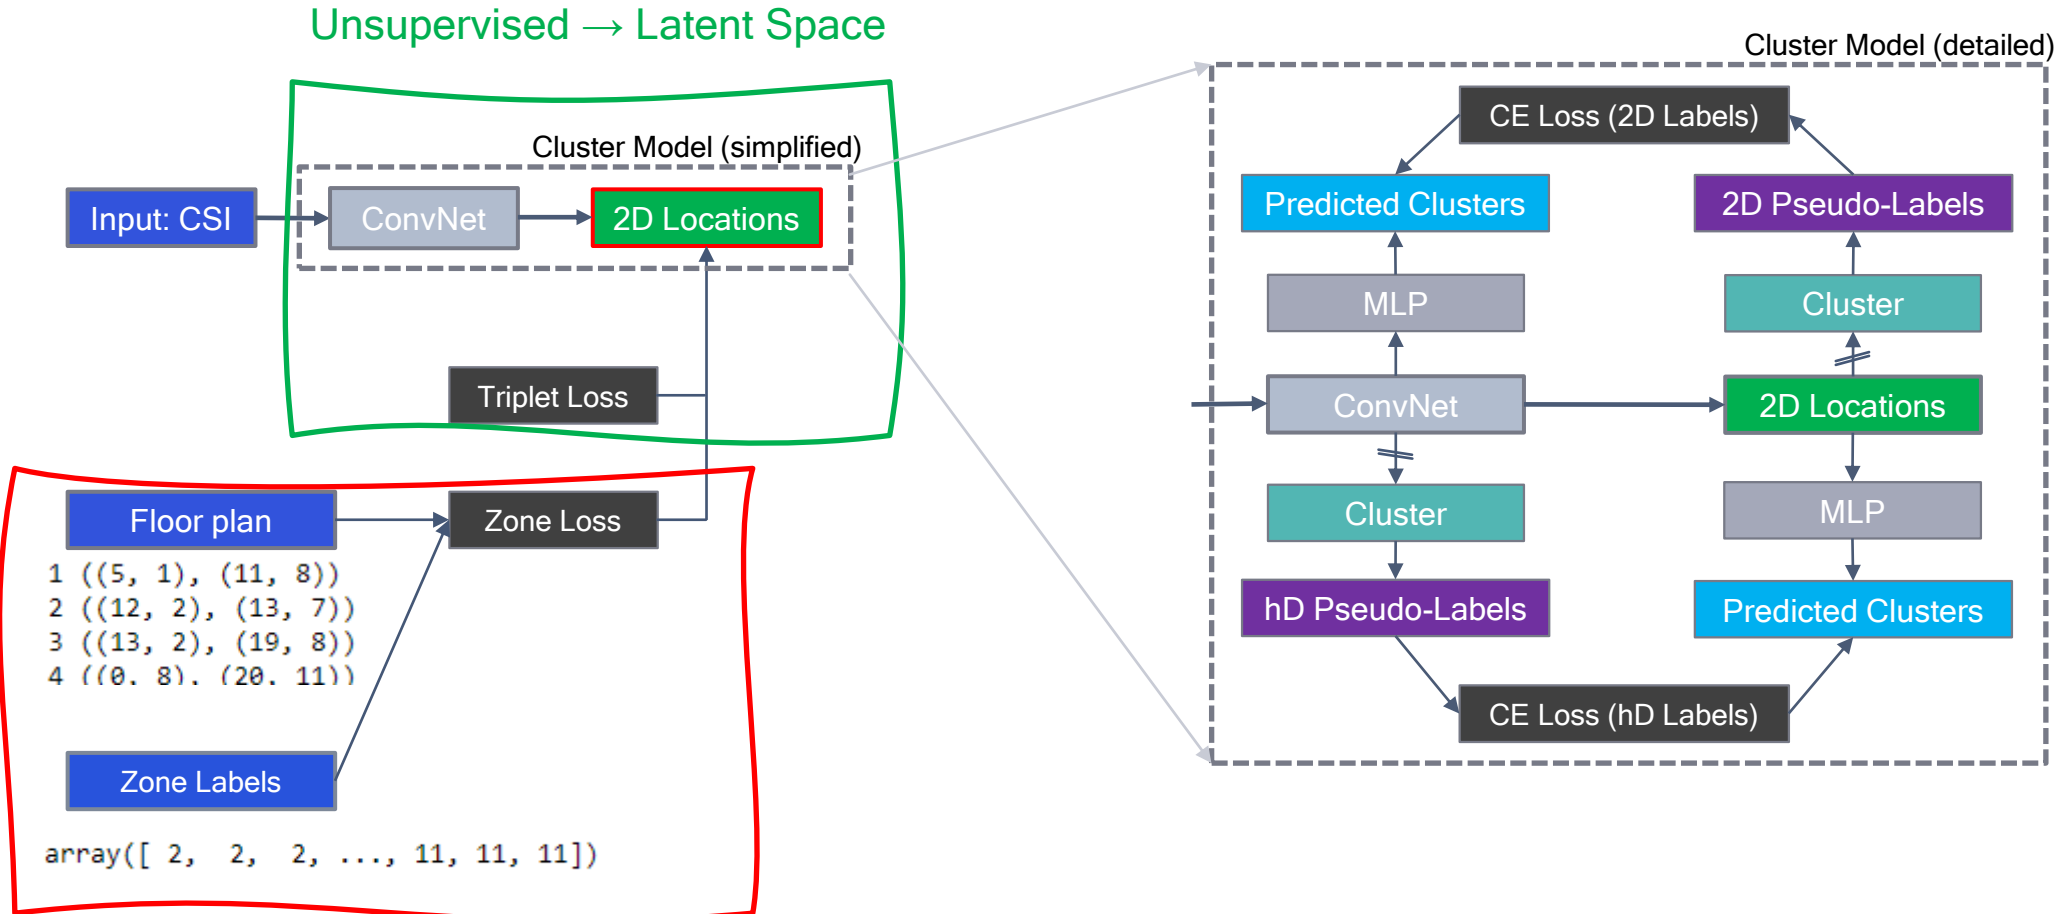 Unsupervised → Latent Space
Cluster Model (simplified)
Input: CSI
ConvNet
2D Locations
Triplet Loss
Floor plan
Zone Loss
1 ((5, 1), (11, 8))
2 ((12, 2), (13, 7))
3 ((13, 2), (19, 8))
4 ((0, 8), (20, 11))
Zone Labels
array([ 2, 2, 2, ..., 11, 11, 11])
Cluster Model (detailed)
CE Loss (2D Labels)
Predicted Clusters
2D Pseudo-Labels
MLP
Cluster
ConvNet
2D Locations
Cluster
MLP
hD Pseudo-Labels
Predicted Clusters
CE Loss (hD Labels)